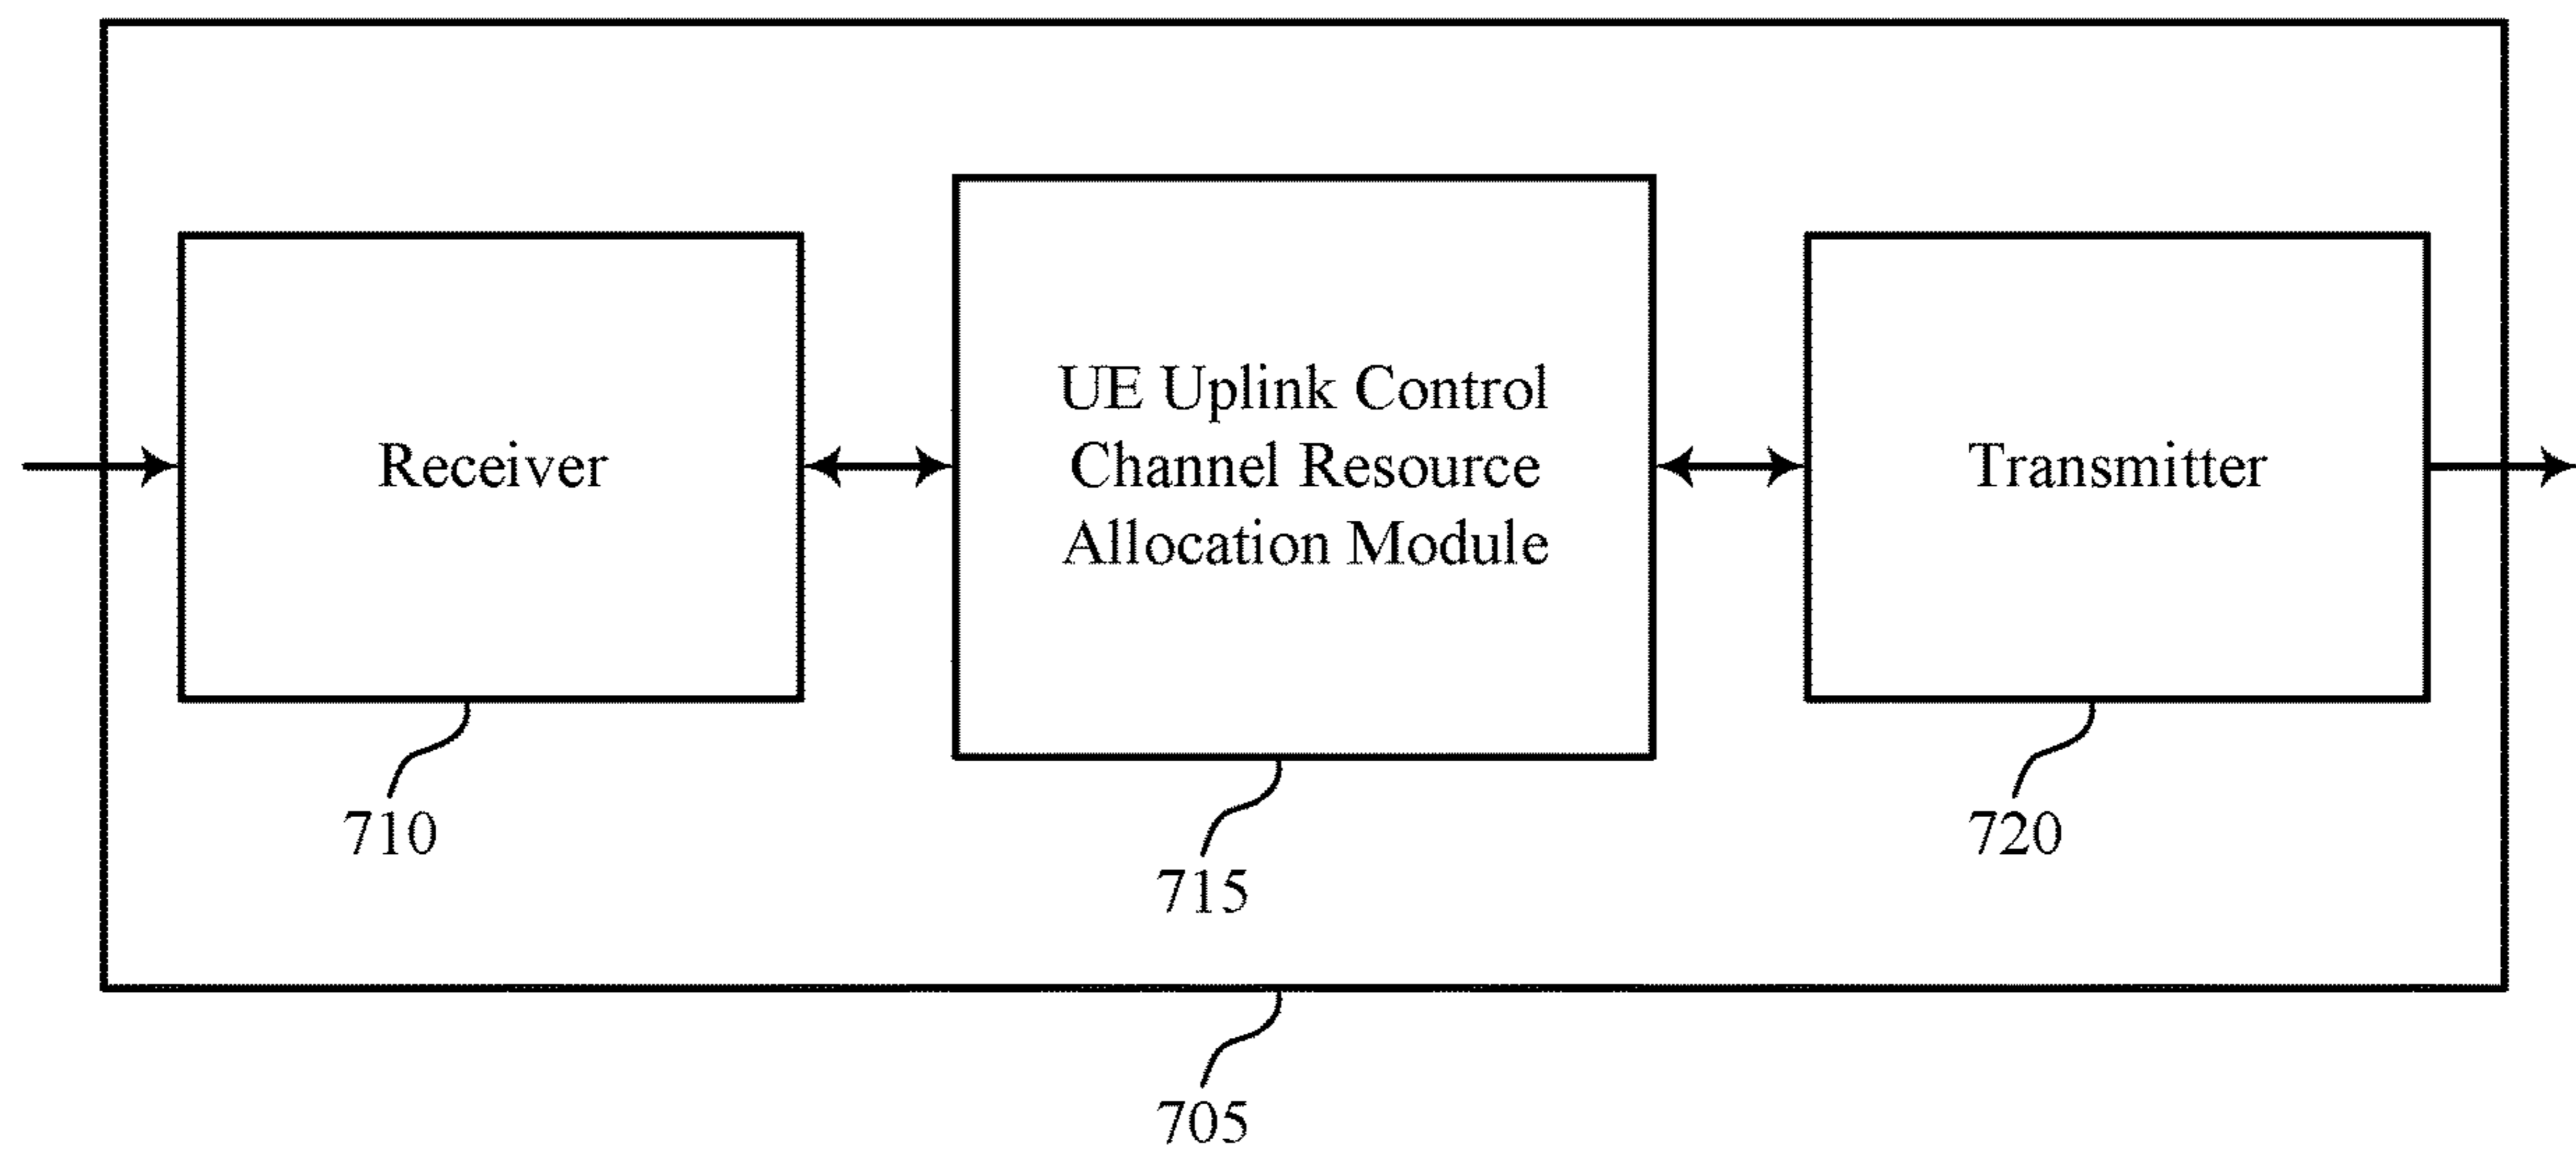 Receiver
UE Uplink Control
Channel Resource
Allocation Module
Transmitter
710
715
720
705